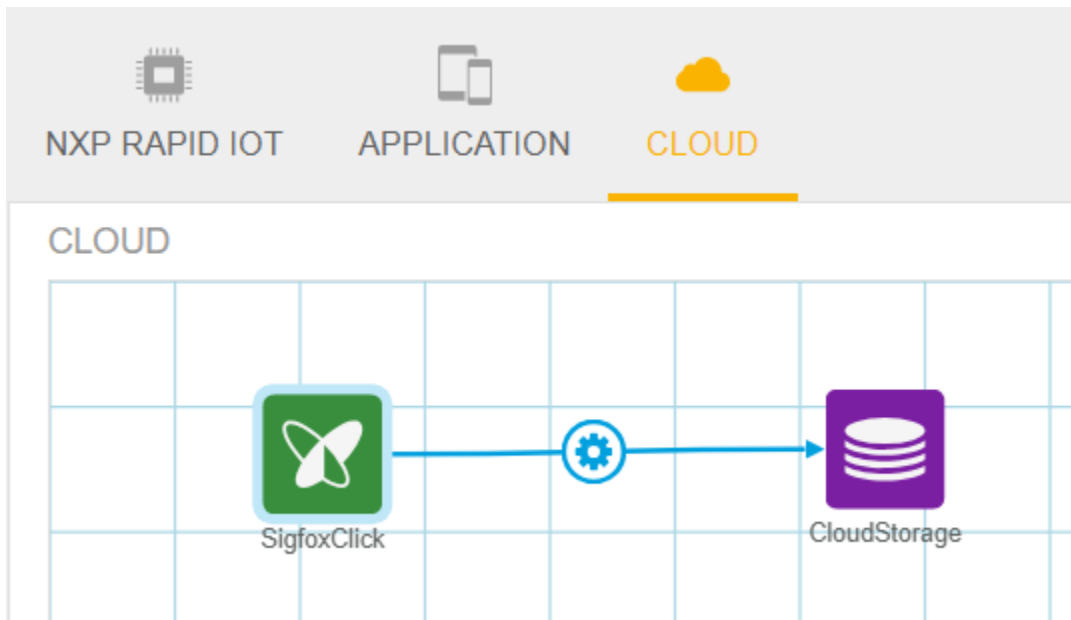 NXP RAPID IOT
APPLICATION
CLOUD
CLOUD
SigfoxClick
CloudStorage